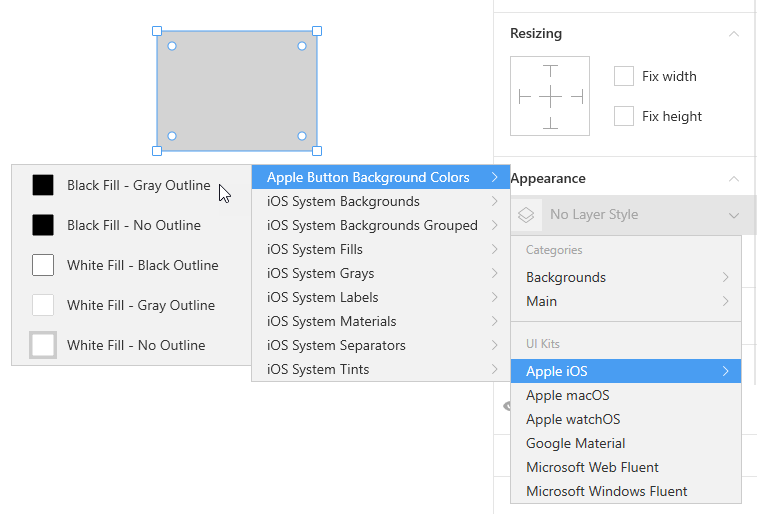 Resizing
Fix width
Fix height
Appearance
No Layer Style
Categories
Backgrounds
Main
UI Kits
Apple iOS
Apple macOS
Apple watchOS
Google Material
Microsoft Web Fluent
Microsoft Windows Fluent
Apple Button Background Colors
iOS System Backgrounds
iOS System Backgrounds Grouped
iOS System Fills
iOS System Grays
iOS System Labels
iOS System Materials
iOS System Separators
iOS System Tints
Black Fill - Gray Outline
Black Fill - No Outline
White Fill - Black Outline
White Fill - Gray Outline
White Fill - No Outline